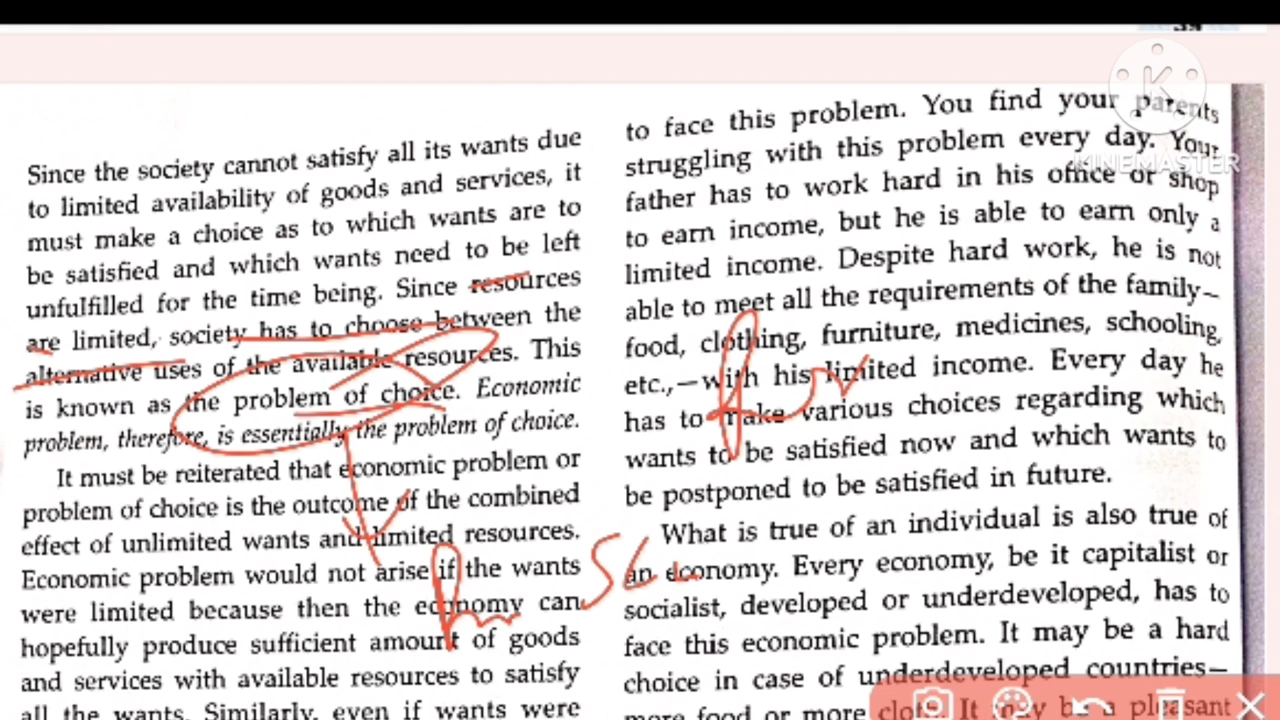 Since the society cannot satisfy all its wants due
to limited availability of goods and services, it
must make a choice as to which wants are to
be satisfied and which wants need to be left
unfulfilled for the time being. Since resources
are limited, society has to choose between the
alternative uses of the available resources. This
is known as the problem of choice. Economic
problem, therefore, is essentially the problem of choice.
It must be reiterated that economic problem or
problem of choice is the outcome of the combined
effect of unlimited wants and limited resources.
Economic problem would not arise if the wants
were limited because then the economy can
hopefully produce sufficient amount of goods
and services with available resources to satisfy
all the wants. Similarly, even if wants were
to face this problem. You find your parents
struggling with this problem every day. Your
father has to work hard in his office or shop
to earn income, but he is able to earn only a
limited income. Despite hard work, he is not
able to meet all the requirements of the family—
food, clothing, furniture, medicines, schooling,
etc.,—with his limited income. Every day he
has to make various choices regarding which
wants to be satisfied now and which wants to
be postponed to be satisfied in future.
What is true of an individual is also true of
an economy. Every economy, be it capitalist or
socialist, developed or underdeveloped, has to
face this economic problem. It may be a hard
choice in case of underdeveloped countries—
more food or more cloth. It may be a pleasant
for
K
KINEMASTER